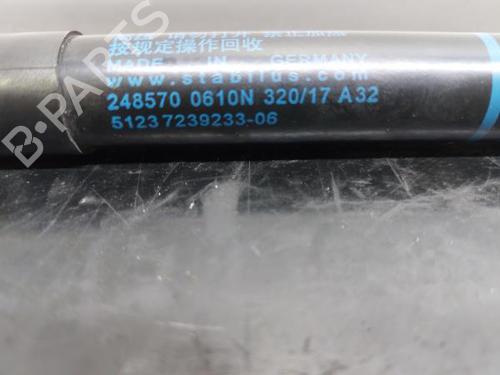 按规定操作回收
MADE IN GERMANY
www.stabilus.com
248570 0610N 320/17 A32
51237239233-06
B-PARTS